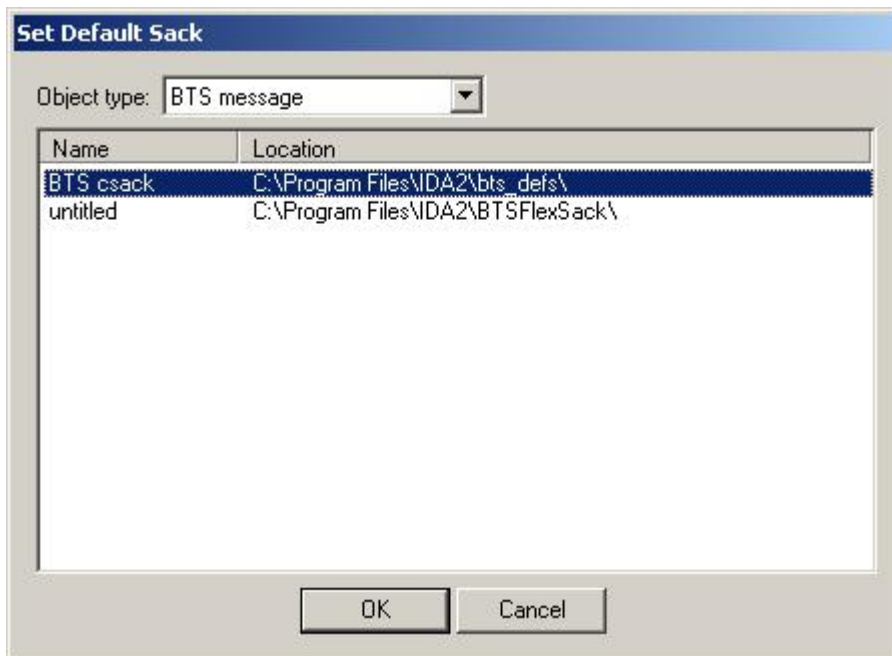 Set Default Sack
Object type: BTS message
Name Location
BTS csack C:\Program Files\IDA2\bts_defs\
untitled C:\Program Files\IDA2\BTSFlexSack\
OK Cancel